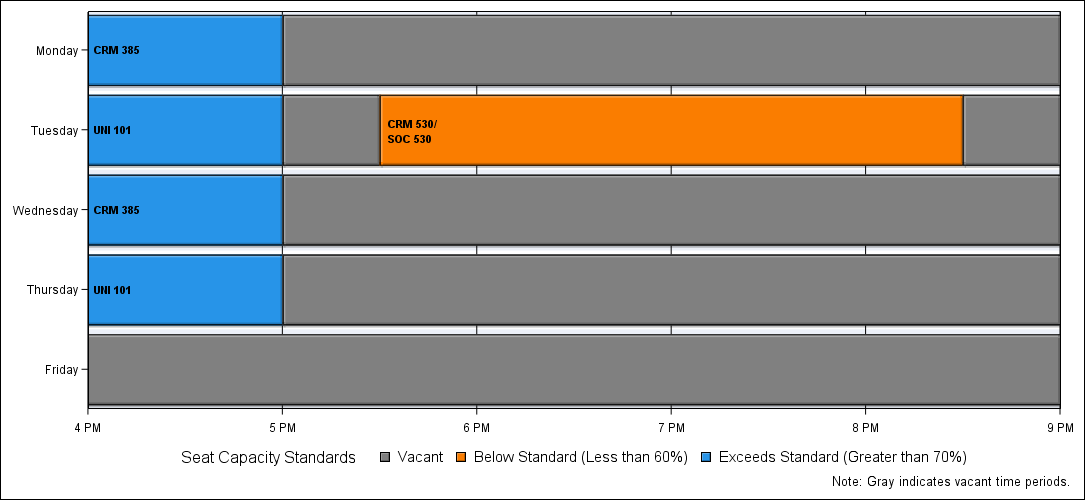 Monday
CRM 385
Tuesday
UNI 101
CRM 530/
SOC 530
Wednesday
CRM 385
Thursday
UNI 101
Friday
4 PM 5 PM 6 PM 7 PM 8 PM 9 PM
Seat Capacity Standards Vacant Below Standard (Less than 60%) Exceeds Standard (Greater than 70%)
Note: Gray indicates vacant time periods.